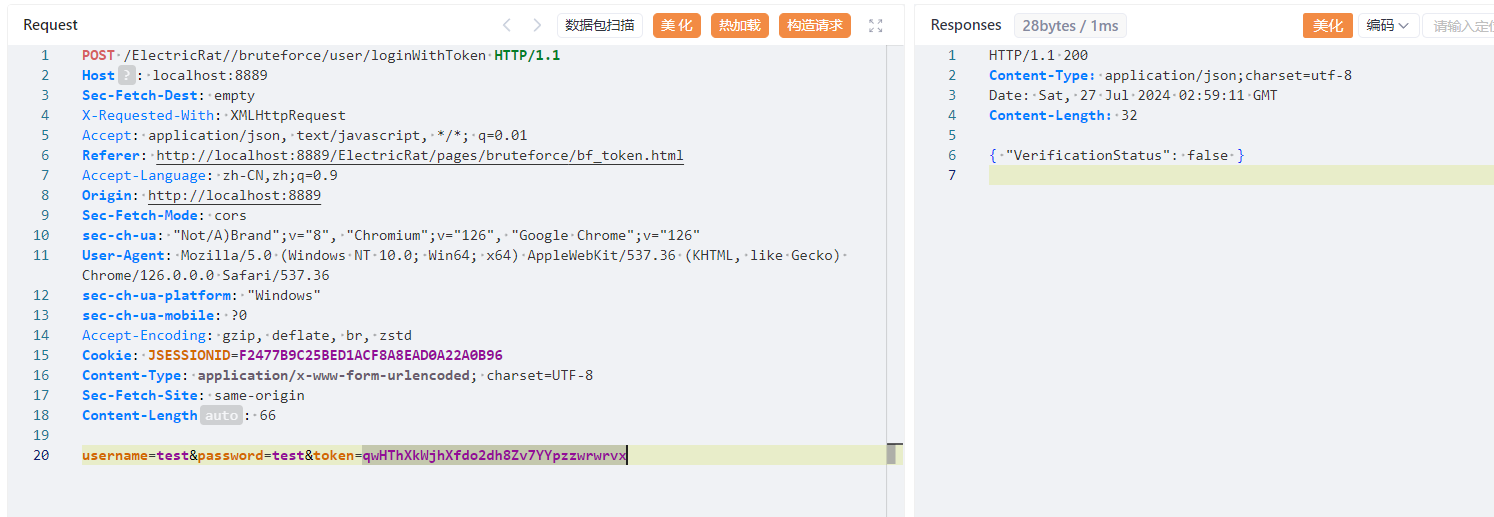 Request
数据包扫描
美化
热加载
构造请求
1 POST /ElectricRat//bruteforce/user/loginWithToken HTTP/1.1
2 Host ? : localhost:8889
3 Sec-Fetch-Dest: empty
4 X-Requested-With: XMLHttpRequest
5 Accept: application/json, text/javascript, */*; q=0.01
6 Referer: http://localhost:8889/ElectricRat/pages/bruteforce/bf_token.html
7 Accept-Language: zh-CN,zh;q=0.9
8 Origin: http://localhost:8889
9 Sec-Fetch-Mode: cors
10 sec-ch-ua: "Not/A)Brand";v="8", "Chromium";v="126", "Google Chrome";v="126"
11 User-Agent: Mozilla/5.0 (Windows NT 10.0; Win64; x64) AppleWebKit/537.36 (KHTML, like Gecko)
Chrome/126.0.0.0 Safari/537.36
12 sec-ch-ua-platform: "Windows"
13 sec-ch-ua-mobile: ?0
14 Accept-Encoding: gzip, deflate, br, zstd
15 Cookie: JSESSIONID=F2477B9C25BED1ACF8A8EAD0A22A0B96
16 Content-Type: application/x-www-form-urlencoded; charset=UTF-8
17 Sec-Fetch-Site: same-origin
18 Content-Length auto : 66
19
20 username=test&password=test&token=qwHThXkWjhXfdo2dh8Zv7YYpzzwrwrvx
Responses
28bytes / 1ms
美化
编码
请输入定位
1 HTTP/1.1 200
2 Content-Type: application/json;charset=utf-8
3 Date: Sat, 27 Jul 2024 02:59:11 GMT
4 Content-Length: 32
5
6 { "VerificationStatus": false }
7